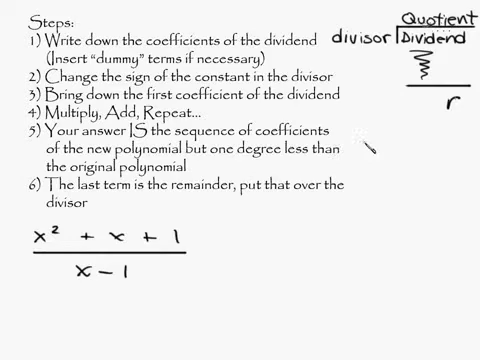 Steps:
1) Write down the coefficients of the dividend
(Insert "dummy" terms if necessary)
2) Change the sign of the constant in the divisor
3) Bring down the first coefficient of the dividend
4) Multiply, Add, Repeat...
5) Your answer IS the sequence of coefficients
of the new polynomial but one degree less than
the original polynomial
6) The last term is the remainder, put that over the
divisor
Quotient
divisor Dividend
r
x² + x + 1
x - 1